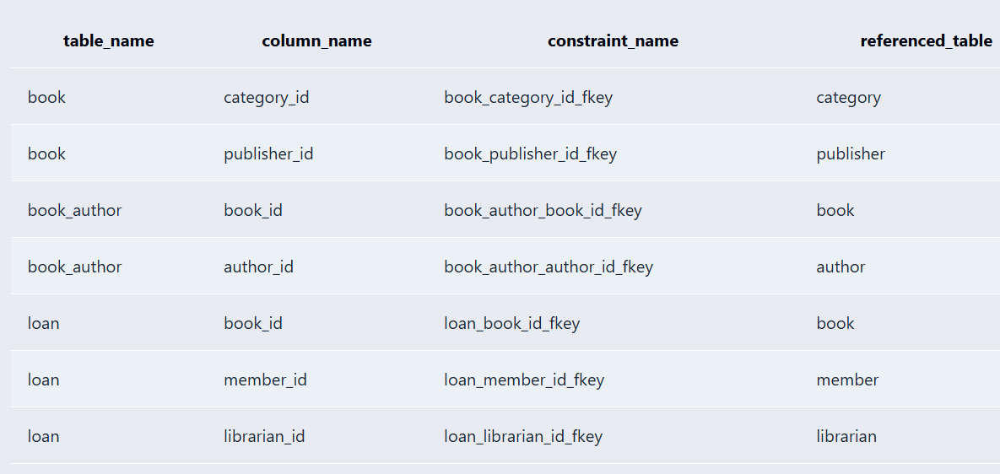 table_name column_name constraint_name referenced_table
book category_id book_category_id_fkey category
book publisher_id book_publisher_id_fkey publisher
book_author book_id book_author_book_id_fkey book
book_author author_id book_author_author_id_fkey author
loan book_id loan_book_id_fkey book
loan member_id loan_member_id_fkey member
loan librarian_id loan_librarian_id_fkey librarian